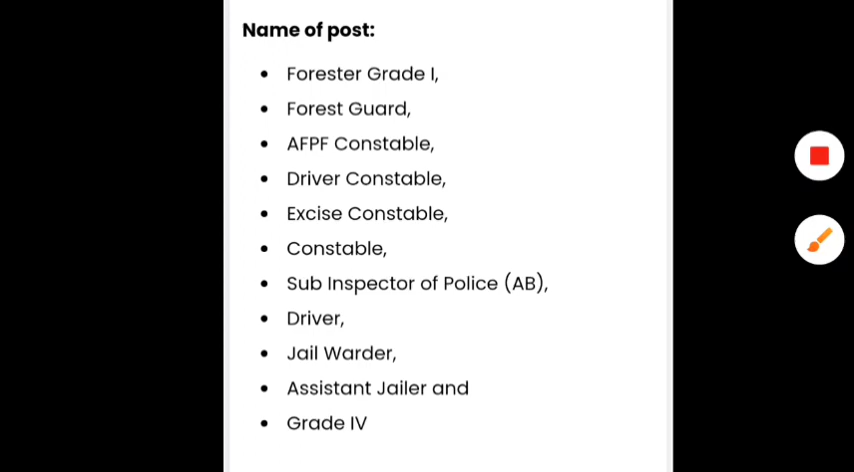 Name of post:
Forester Grade I,
Forest Guard,
AFPF Constable,
Driver Constable,
Excise Constable,
Constable,
Sub Inspector of Police (AB),
Driver,
Jail Warder,
Assistant Jailer and
Grade IV